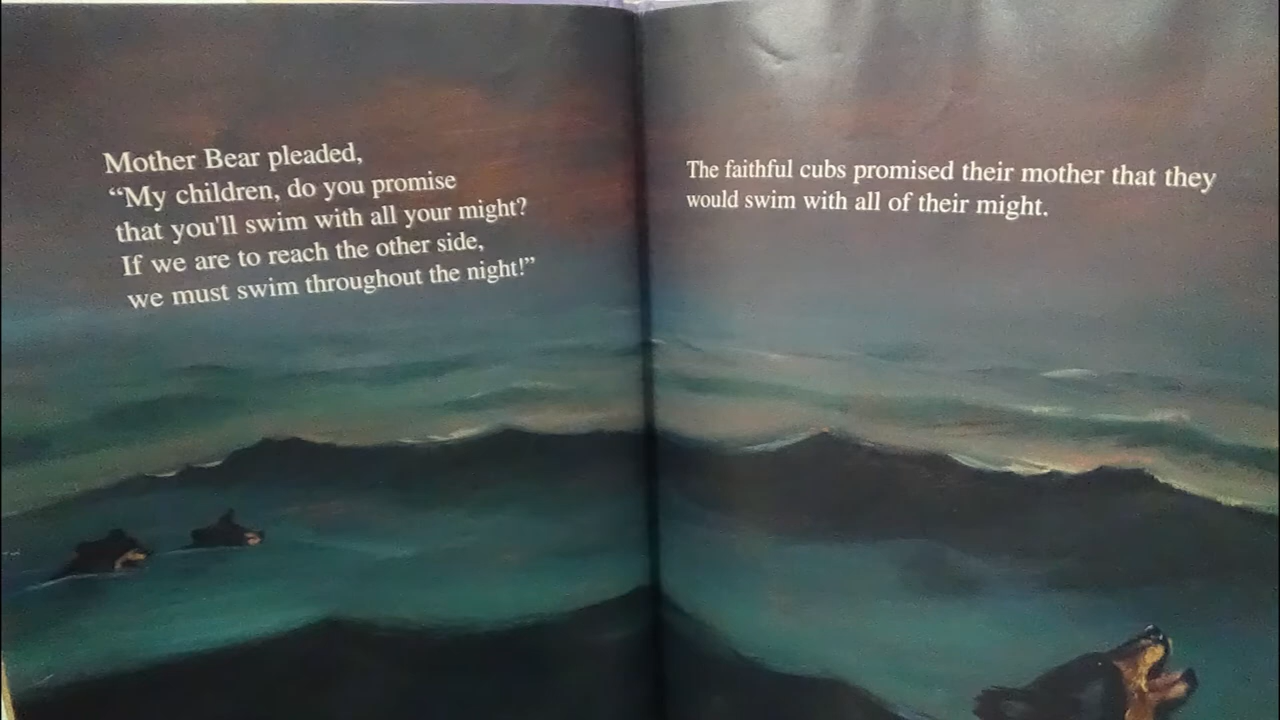 Mother Bear pleaded,
“My children, do you promise
that you'll swim with all your might?
If we are to reach the other side,
we must swim throughout the night!”
The faithful cubs promised their mother that they
would swim with all of their might.